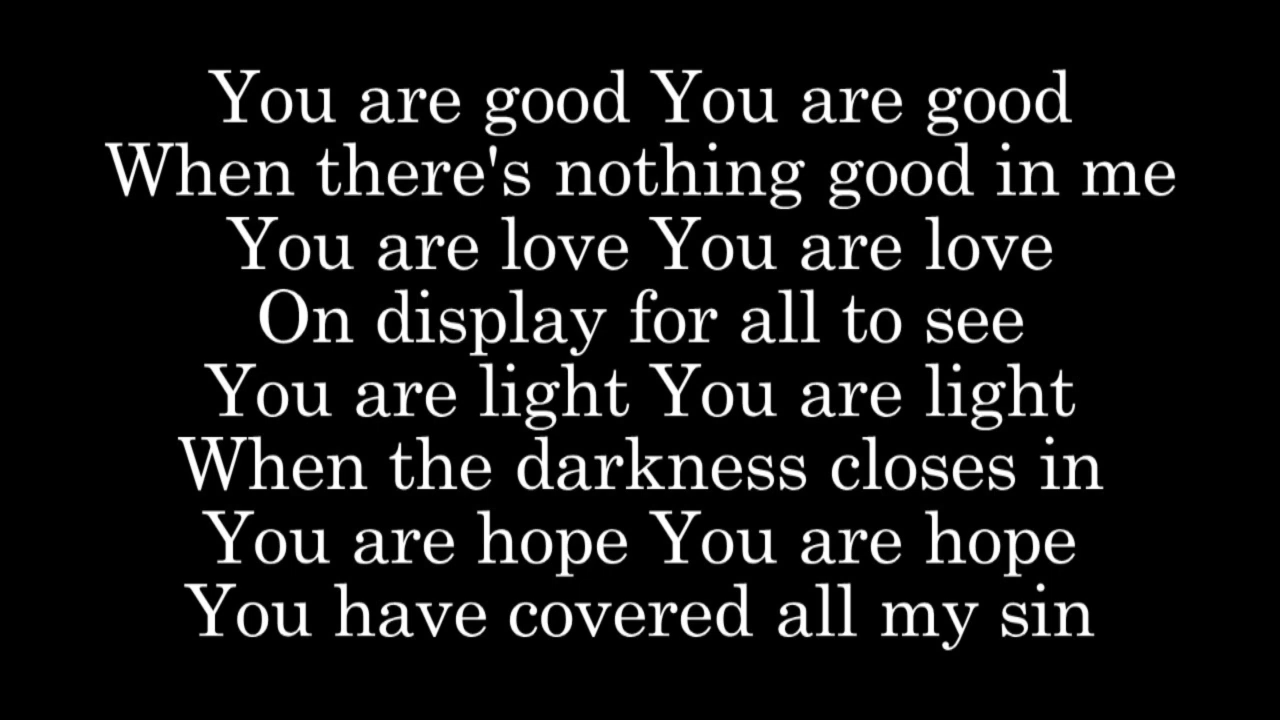 You are good You are good
When there's nothing good in me
You are love You are love
On display for all to see
You are light You are light
When the darkness closes in
You are hope You are hope
You have covered all my sin